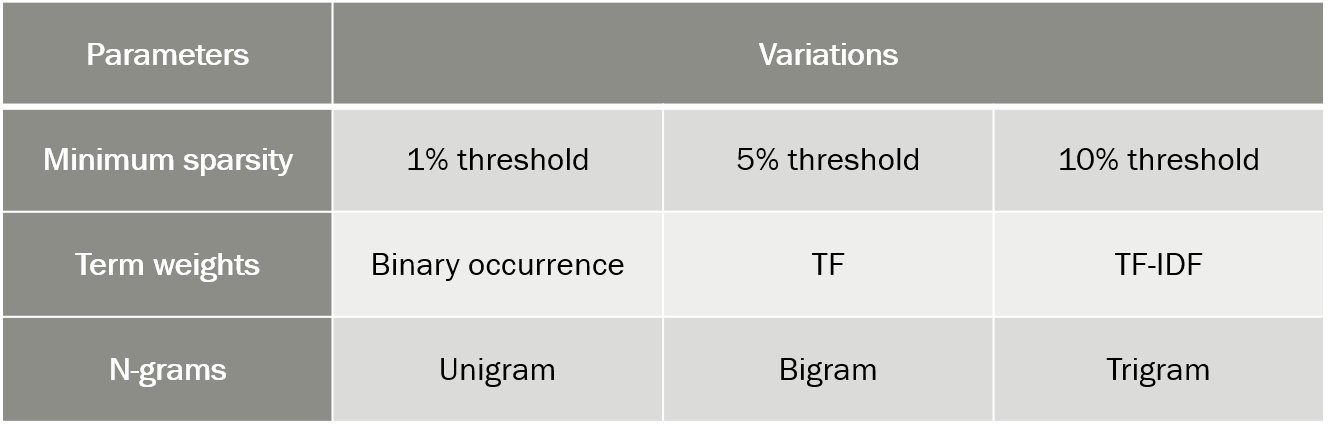 Parameters Variations
Minimum sparsity 1% threshold 5% threshold 10% threshold
Term weights Binary occurrence TF TF-IDF
N-grams Unigram Bigram Trigram